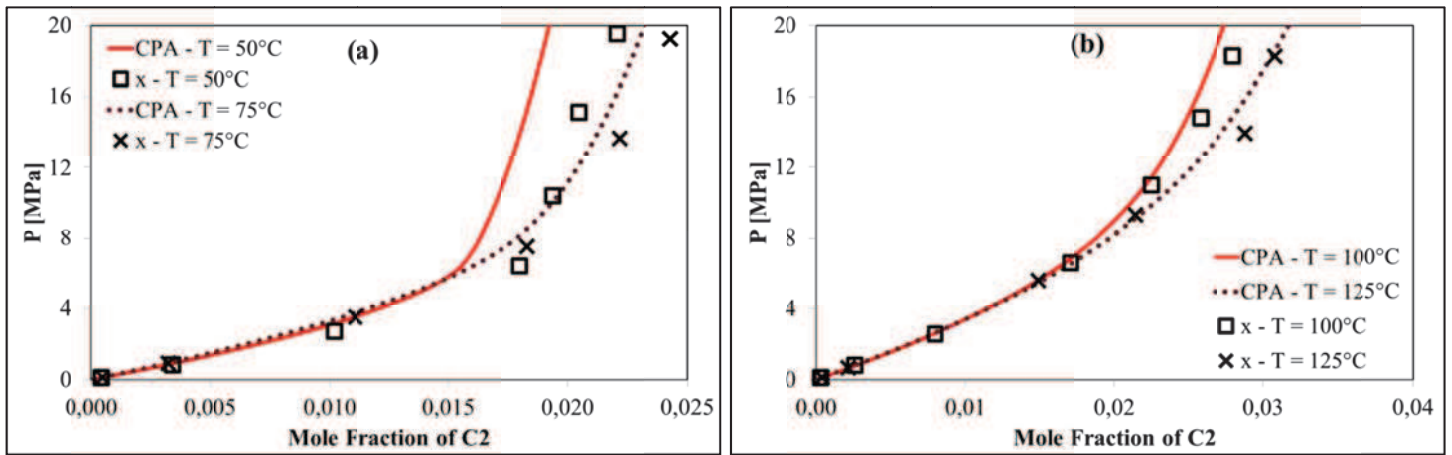 20
16
12
8
4
0
P [MPa]
CPA - T = 50°C
x - T = 50°C
CPA - T = 75°C
x - T = 75°C
(a)
0,000
0,005
0,010
0,015
0,020
0,025
Mole Fraction of C2
20
16
12
8
4
0
P [MPa]
(b)
CPA - T = 100°C
CPA - T = 125°C
x - T = 100°C
x - T = 125°C
0,00
0,01
0,02
0,03
0,04
Mole Fraction of C2